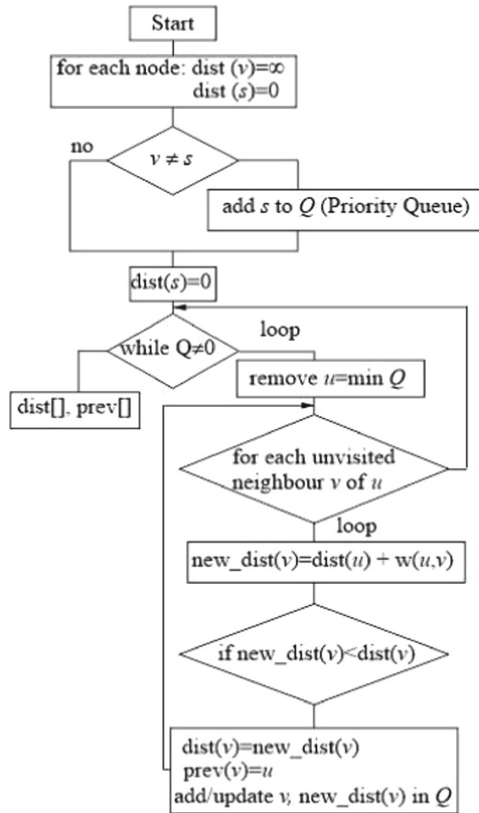 Start
for each node: dist (v)=∞
dist (s)=0
no
v ≠ s
add s to Q (Priority Queue)
dist(s)=0
while Q≠0
loop
remove u=min Q
dist[], prev[]
for each unvisited
neighbour v of u
loop
new_dist(v)=dist(u) + w(u,v)
if new_dist(v)<dist(v)
dist(v)=new_dist(v)
prev(v)=u
add/update v, new_dist(v) in Q